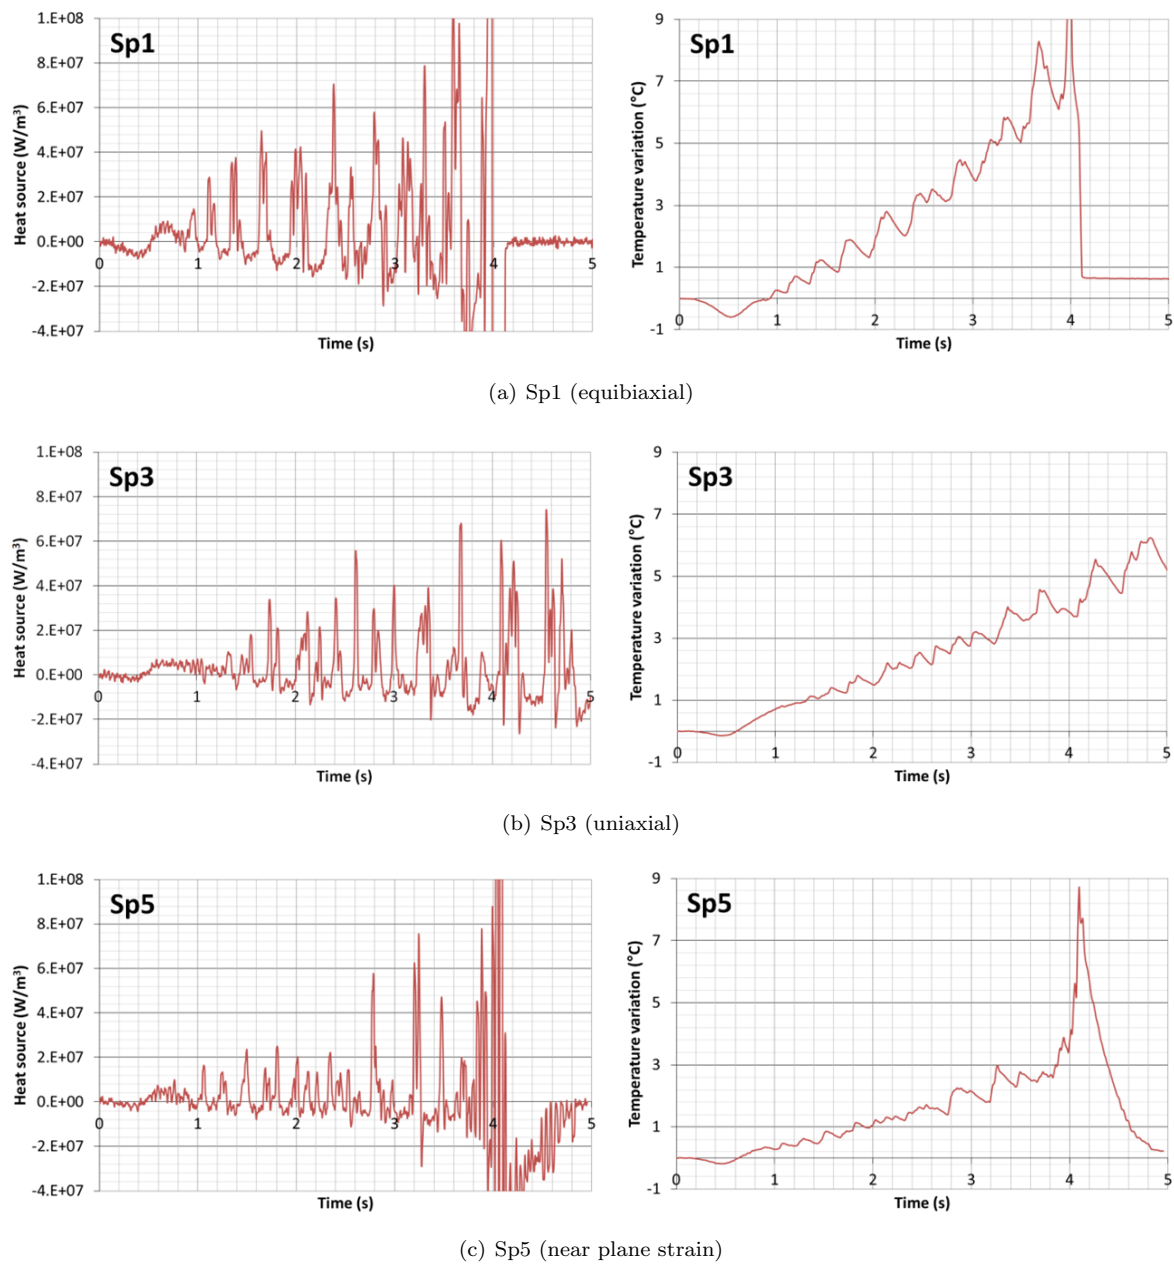 Sp1
Heat source (W/m³)
1.E+08
8.E+07
6.E+07
4.E+07
2.E+07
0.E+00
-2.E+07
-4.E+07
0 1 2 3 4 5
Time (s)
Sp1
Temperature variation (°C)
9
7
5
3
1
-1
0 1 2 3 4 5
Time (s)
(a) Sp1 (equibiaxial)
Sp3
Heat source (W/m³)
1.E+08
8.E+07
6.E+07
4.E+07
2.E+07
0.E+00
-2.E+07
-4.E+07
0 1 2 3 4 5
Time (s)
Sp3
Temperature variation (°C)
9
7
5
3
1
-1
0 1 2 3 4 5
Time (s)
(b) Sp3 (uniaxial)
Sp5
Heat source (W/m³)
1.E+08
8.E+07
6.E+07
4.E+07
2.E+07
0.E+00
-2.E+07
-4.E+07
0 1 2 3 4 5
Time (s)
Sp5
Temperature variation (°C)
9
7
5
3
1
-1
0 1 2 3 4 5
Time (s)
(c) Sp5 (near plane strain)